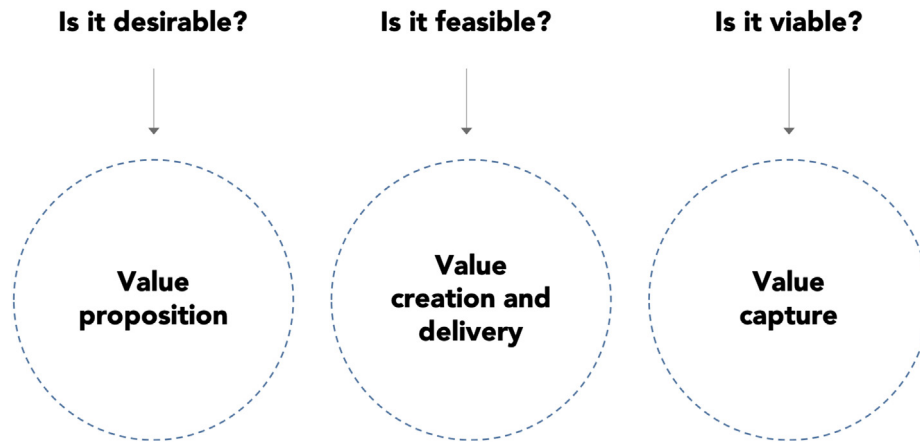 Is it desirable?
Is it feasible?
Is it viable?
Value
proposition
Value
creation and
delivery
Value
capture